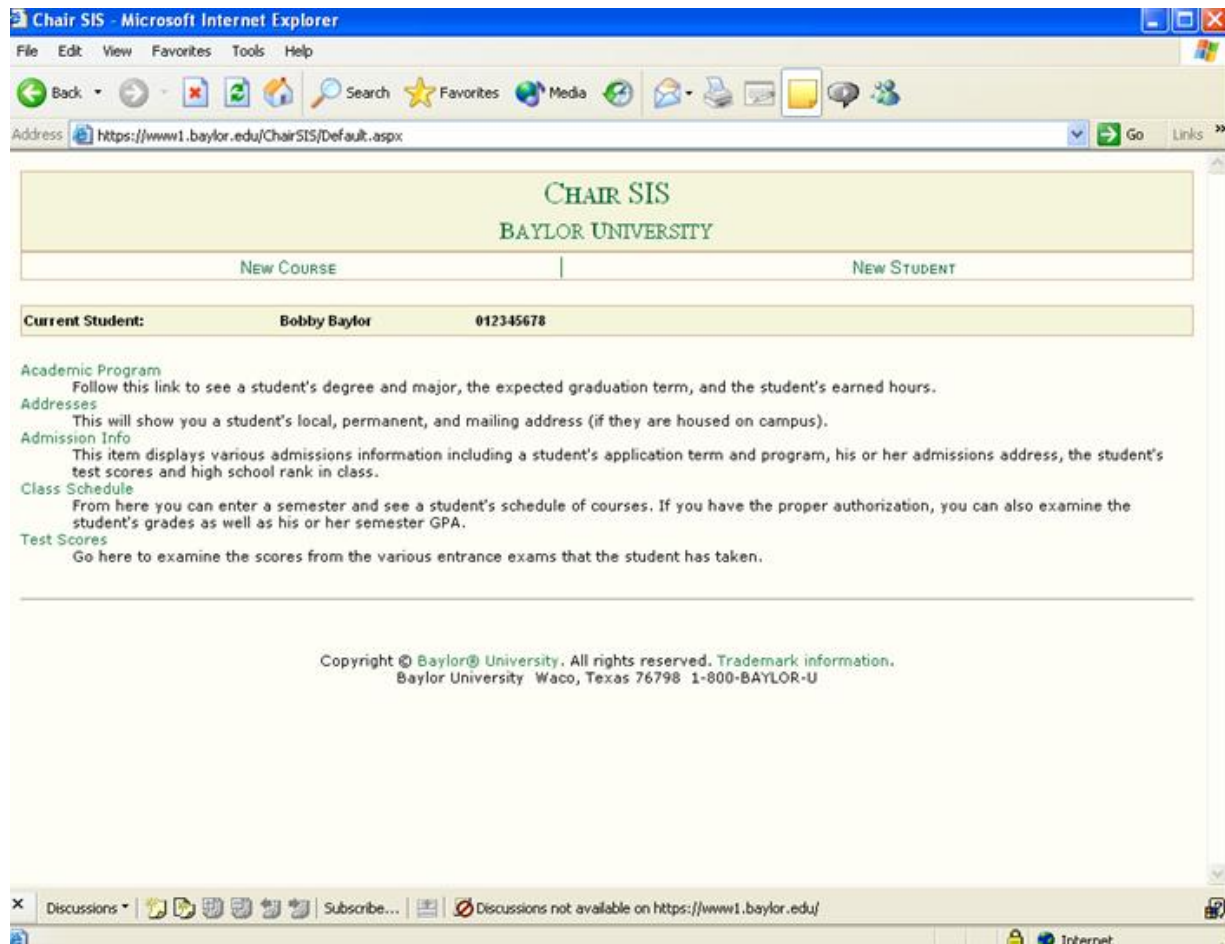 Chair SIS - Microsoft Internet Explorer
File Edit View Favorites Tools Help
Back Search Favorites Media
Address https://www1.baylor.edu/ChairSIS/Default.aspx Go Links »
CHAIR SIS
BAYLOR UNIVERSITY
NEW COURSE | NEW STUDENT
Current Student: Bobby Baylor 012345678
Academic Program
Follow this link to see a student's degree and major, the expected graduation term, and the student's earned hours.
Addresses
This will show you a student's local, permanent, and mailing address (if they are housed on campus).
Admission Info
This item displays various admissions information including a student's application term and program, his or her admissions address, the student's
test scores and high school rank in class.
Class Schedule
From here you can enter a semester and see a student's schedule of courses. If you have the proper authorization, you can also examine the
student's grades as well as his or her semester GPA.
Test Scores
Go here to examine the scores from the various entrance exams that the student has taken.
Copyright © Baylor® University. All rights reserved. Trademark information.
Baylor University Waco, Texas 76798 1-800-BAYLOR-U
Discussions Subscribe... Discussions not available on https://www1.baylor.edu/
Internet